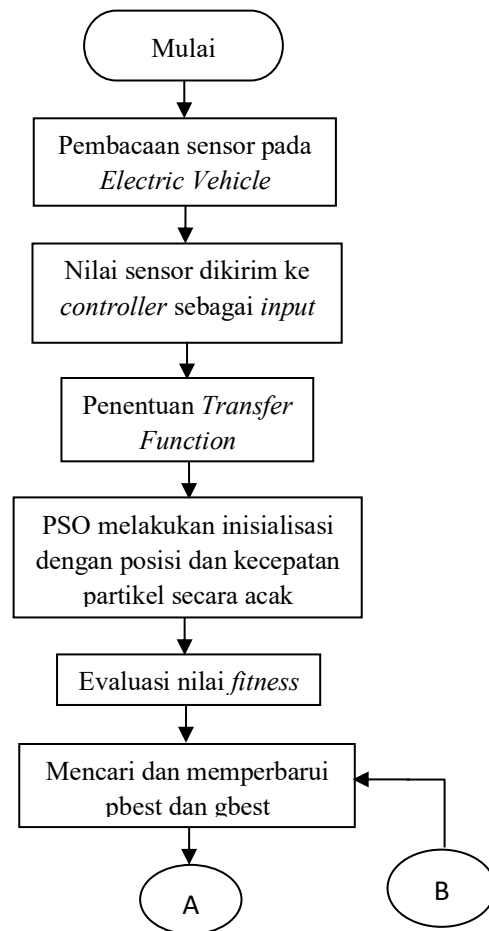 Mulai
Pembacaan sensor pada
Electric Vehicle
Nilai sensor dikirim ke
controller sebagai input
Penentuan Transfer
Function
PSO melakukan inisialisasi
dengan posisi dan kecepatan
partikel secara acak
Evaluasi nilai fitness
Mencari dan memperbarui
pbest dan gbest
A
B